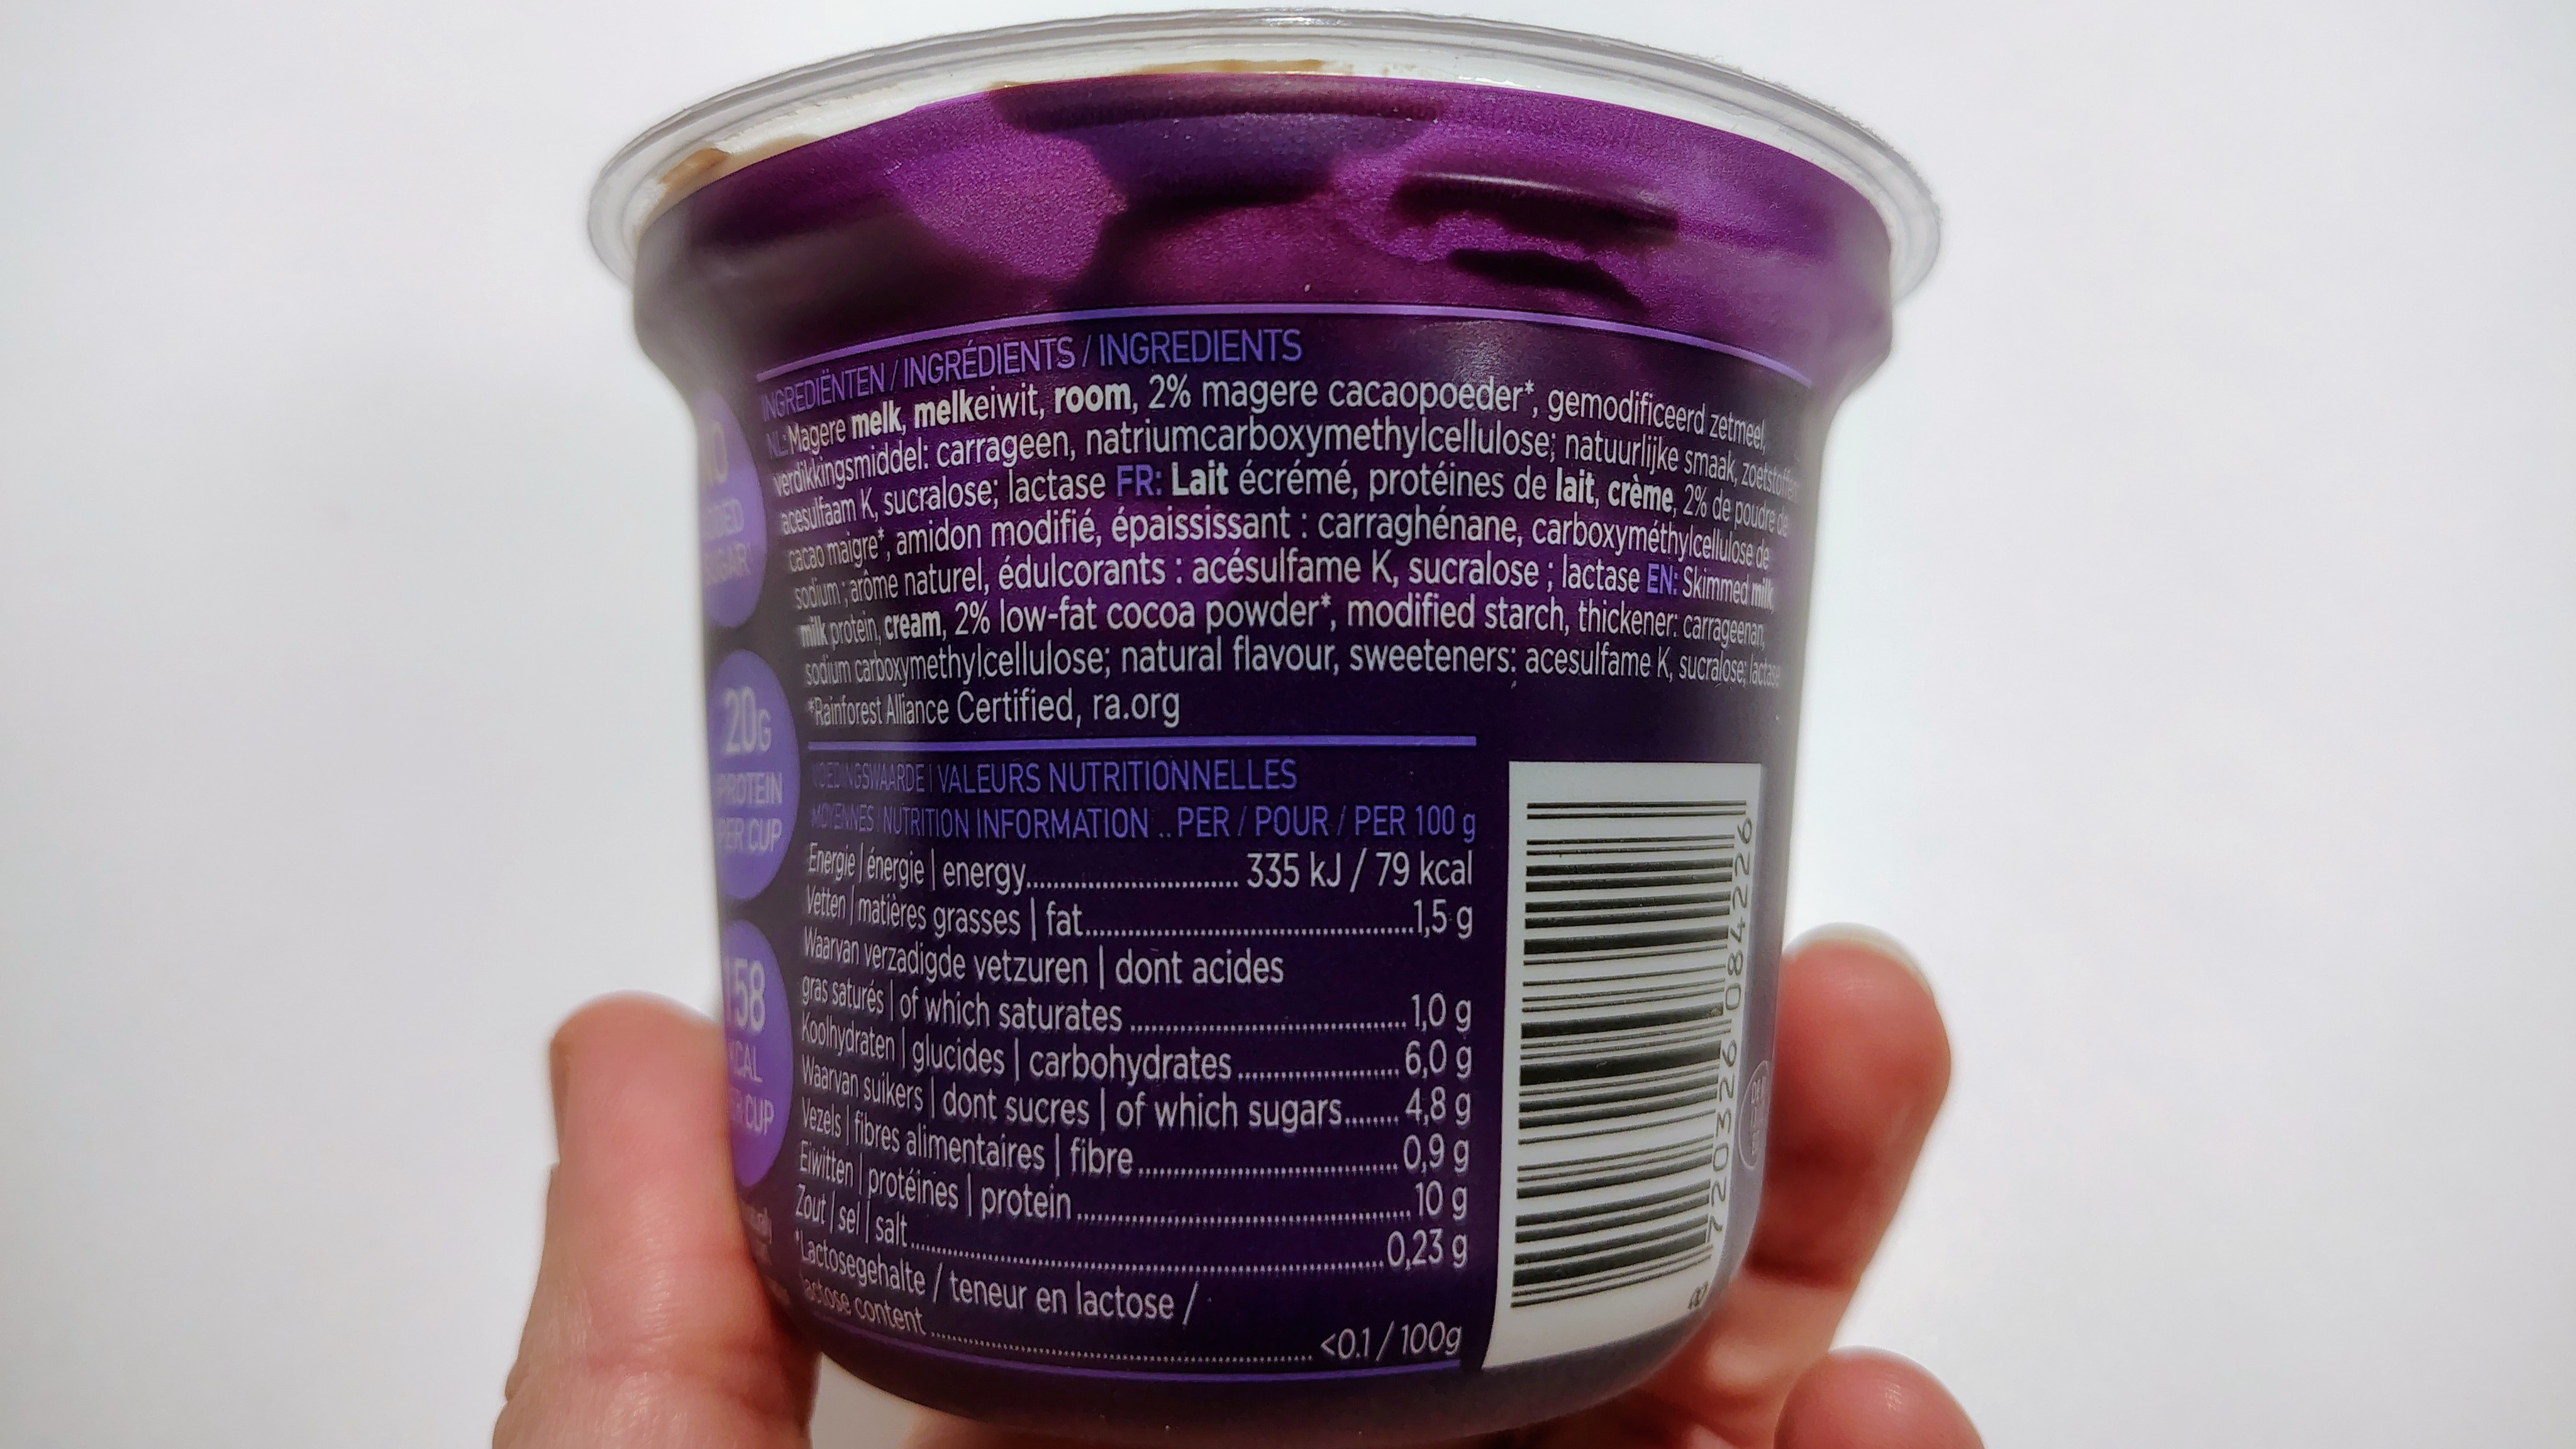 INGREDIËNTEN / INGRÉDIENTS / INGREDIENTS
NL: Magere melk, melkeiwit, room, 2% magere cacaopoeder*, gemodificeerd zetmeel,
verdikkingsmiddel: carrageen, natriumcarboxymethylcellulose; natuurlijke smaak, zoetstoffen
acesulfaam K, sucralose; lactase FR: Lait écrémé, protéines de lait, crème, 2% de poudre de
cacao maigre*, amidon modifié, épaississant : carraghénane, carboxyméthylcellulose de
sodium ; arôme naturel, édulcorants : acésulfame K, sucralose ; lactase EN: Skimmed milk,
milk protein, cream, 2% low-fat cocoa powder*, modified starch, thickener: carrageenan,
sodium carboxymethylcellulose; natural flavour, sweeteners: acesulfame K, sucralose; lactase
*Rainforest Alliance Certified, ra.org
VOEDINGSWAARDE | VALEURS NUTRITIONNELLES
MOYENNES | NUTRITION INFORMATION .. PER / POUR / PER 100 g
Energie | énergie | energy 335 kJ / 79 kcal
Vetten | matières grasses | fat 1,5 g
Waarvan verzadigde vetzuren | dont acides
gras saturés | of which saturates 1,0 g
Koolhydraten | glucides | carbohydrates 6,0 g
Waarvan suikers | dont sucres | of which sugars 4,8 g
Vezels | fibres alimentaires | fibre 0,9 g
Eiwitten | protéines | protein 10 g
Zout | sel | salt 0,23 g
*Lactosegehalte / teneur en lactose /
lactose content <0.1 / 100g
20G
PROTEIN
PER CUP
158
KCAL
PER CUP
7 20326 084226